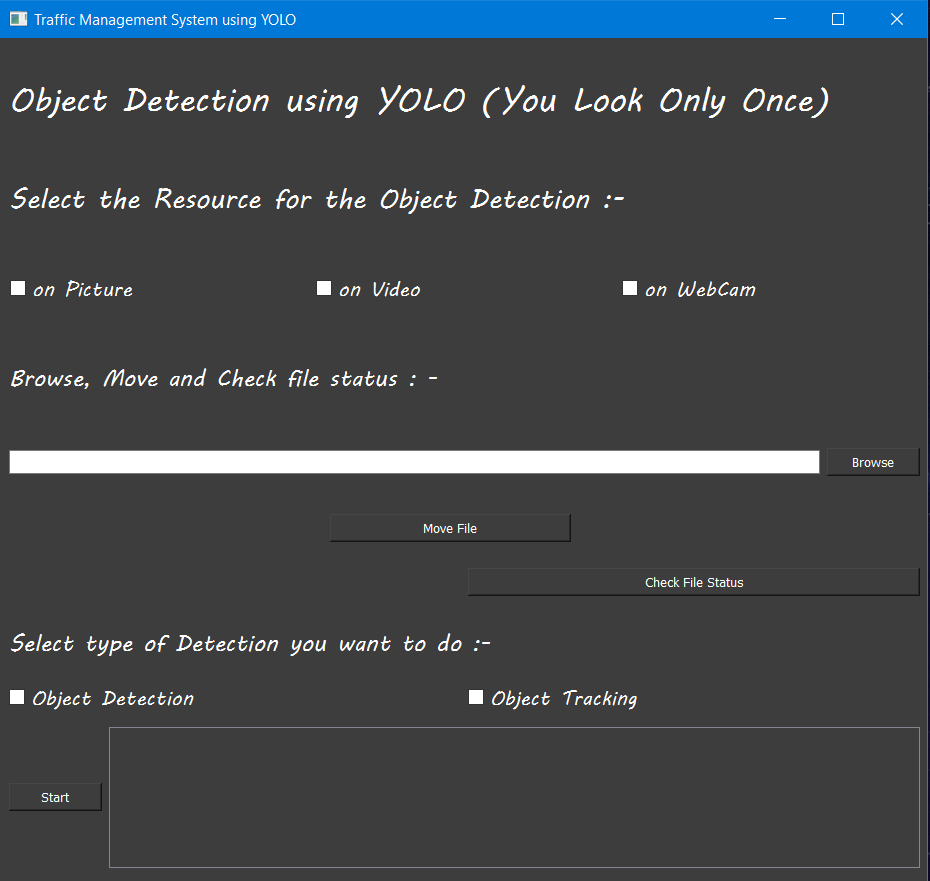 Traffic Management System using YOLO
Object Detection using YOLO (You Look Only Once)
Select the Resource for the Object Detection :-
on Picture
on Video
on WebCam
Browse, Move and Check file status : -
Browse
Move File
Check File Status
Select type of Detection you want to do :-
Object Detection
Object Tracking
Start